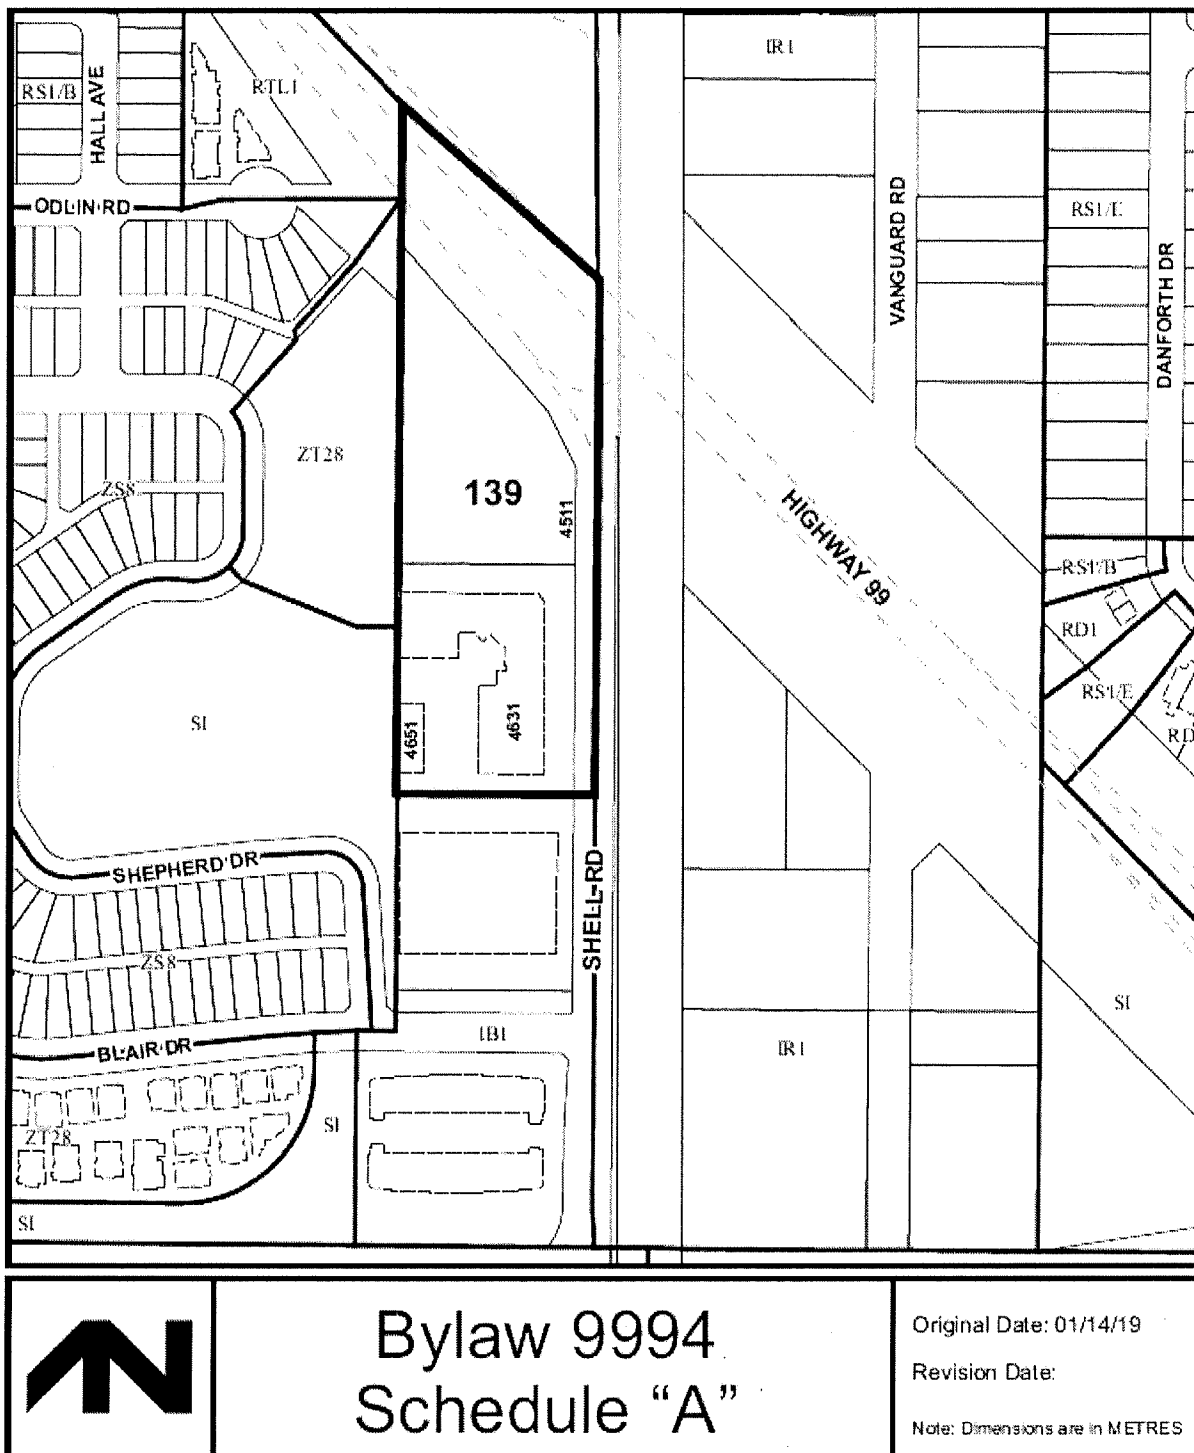 IR1
RS1/B
HALL AVE
RTL1
ODLIN RD
VANGUARD RD
RS1/E
DANFORTH DR
ZT28
ZS8
139
4511
HIGHWAY 99
RS1/B
RD1
RS1/E
RD
SI
4651
4631
SHEPHERD DR
SHELL RD
ZS8
SI
BLAIR DR
IB1
IR1
ZT28
SI
SI
N
Bylaw 9994
Schedule “A”
Original Date: 01/14/19
Revision Date:
Note: Dimensions are in METRES